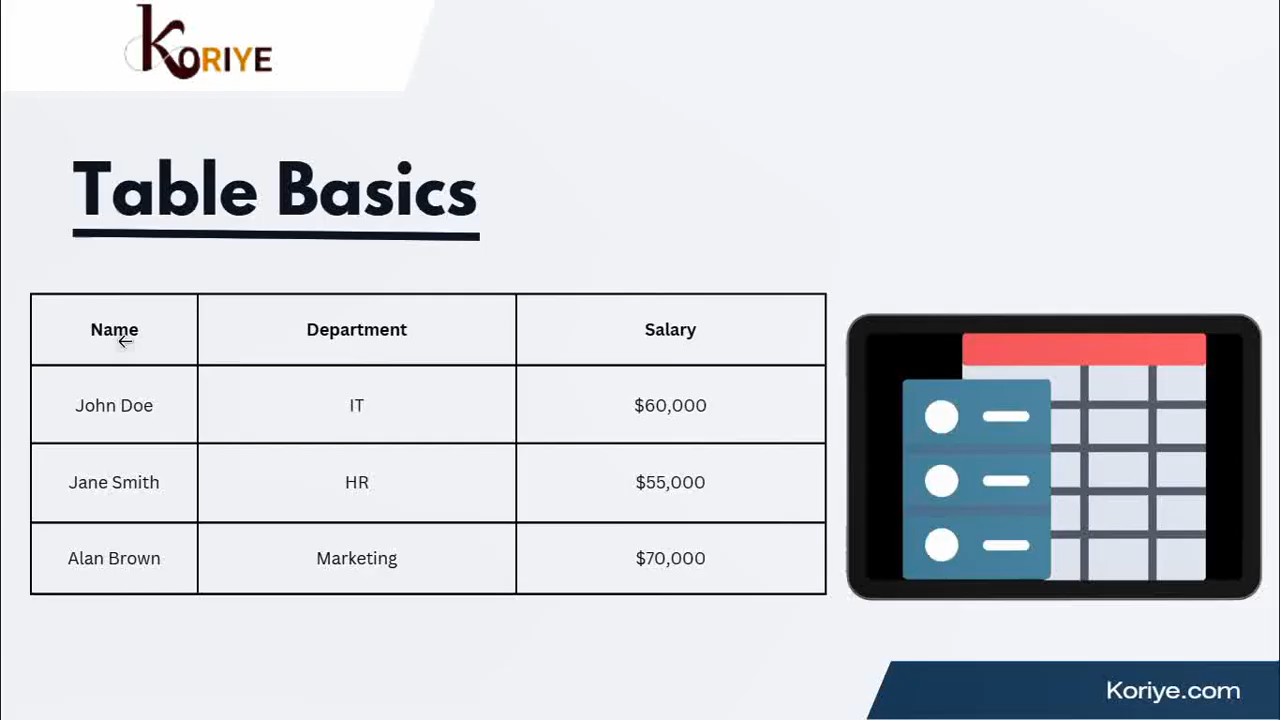 KORIYE
Table Basics
Name Department Salary
John Doe IT $60,000
Jane Smith HR $55,000
Alan Brown Marketing $70,000
Koriye.com